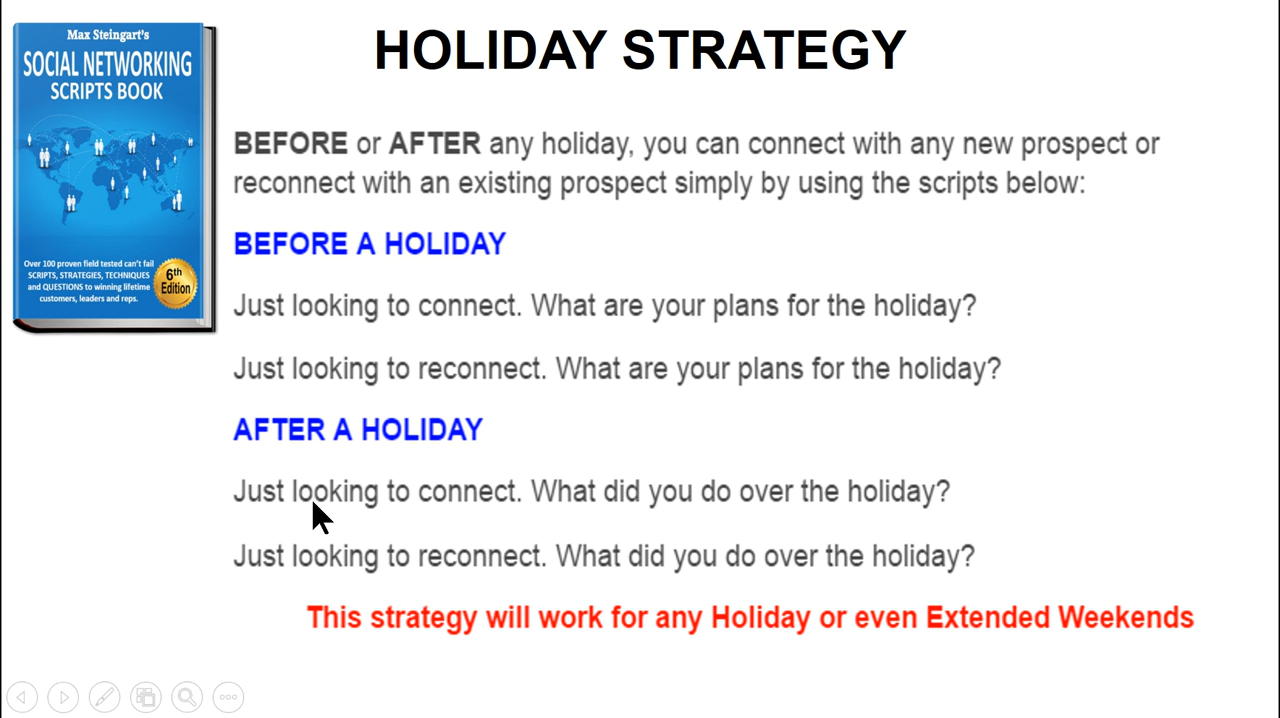 Max Steingart's
SOCIAL NETWORKING
SCRIPTS BOOK
Over 100 proven field tested can't fail
SCRIPTS, STRATEGIES, TECHNIQUES
and QUESTIONS to winning lifetime
customers, leaders and reps.
6th
Edition
HOLIDAY STRATEGY
BEFORE or AFTER any holiday, you can connect with any new prospect or
reconnect with an existing prospect simply by using the scripts below:
BEFORE A HOLIDAY
Just looking to connect. What are your plans for the holiday?
Just looking to reconnect. What are your plans for the holiday?
AFTER A HOLIDAY
Just looking to connect. What did you do over the holiday?
Just looking to reconnect. What did you do over the holiday?
This strategy will work for any Holiday or even Extended Weekends